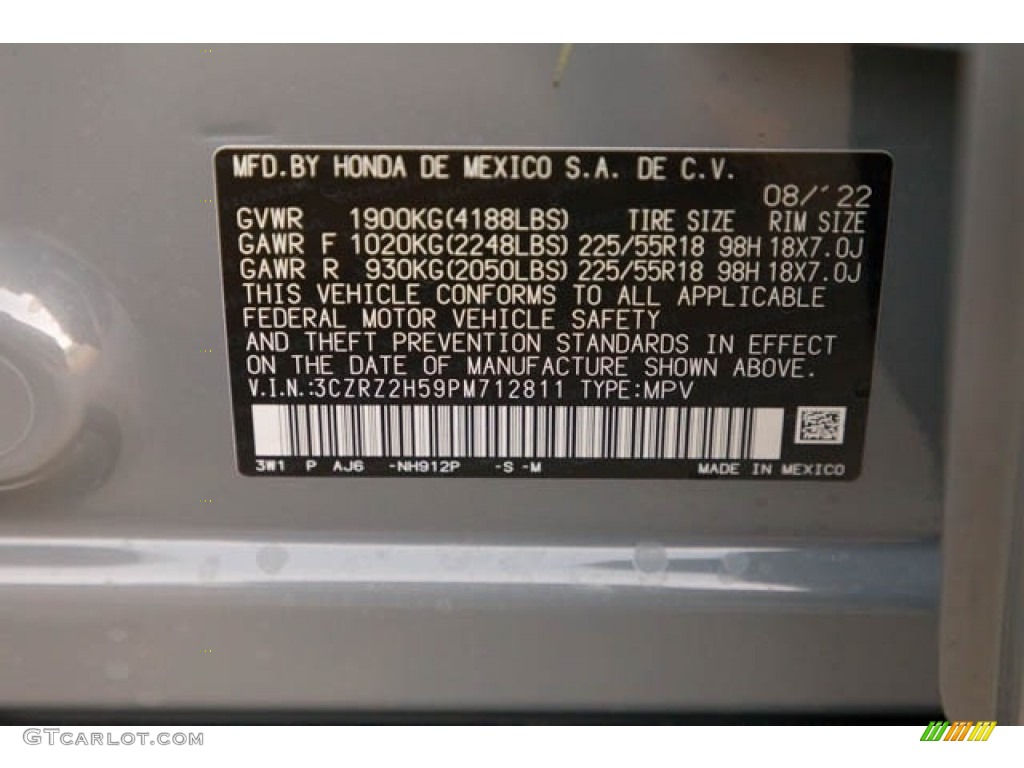 MFD.BY HONDA DE MEXICO S.A. DE C.V.
08/´22
GVWR 1900KG(4188LBS) TIRE SIZE RIM SIZE
GAWR F 1020KG(2248LBS) 225/55R18 98H 18X7.0J
GAWR R 930KG(2050LBS) 225/55R18 98H 18X7.0J
THIS VEHICLE CONFORMS TO ALL APPLICABLE
FEDERAL MOTOR VEHICLE SAFETY
AND THEFT PREVENTION STANDARDS IN EFFECT
ON THE DATE OF MANUFACTURE SHOWN ABOVE.
V.I.N.:3CZRZ2H59PM712811 TYPE:MPV
3W1 P AJ6 -NH912P -S -M MADE IN MEXICO
GTCARLOT.COM